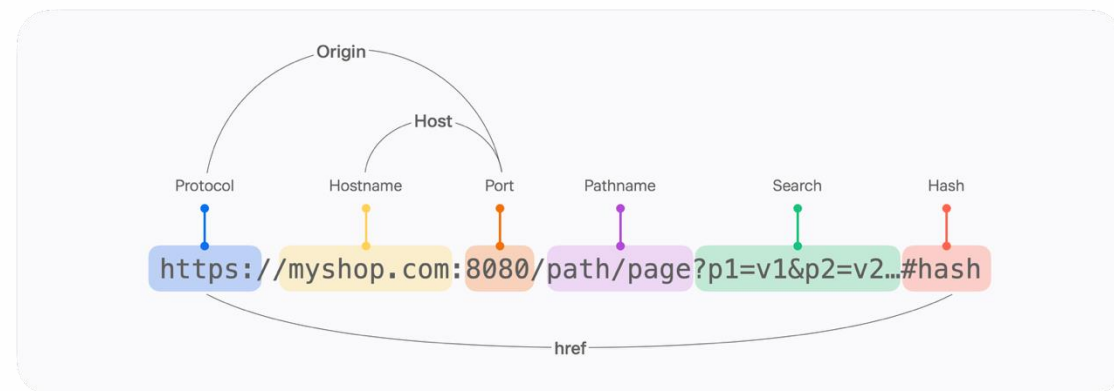 Origin
Host
Protocol Hostname Port Pathname Search Hash
https://myshop.com:8080/path/page?p1=v1&p2=v2…#hash
href